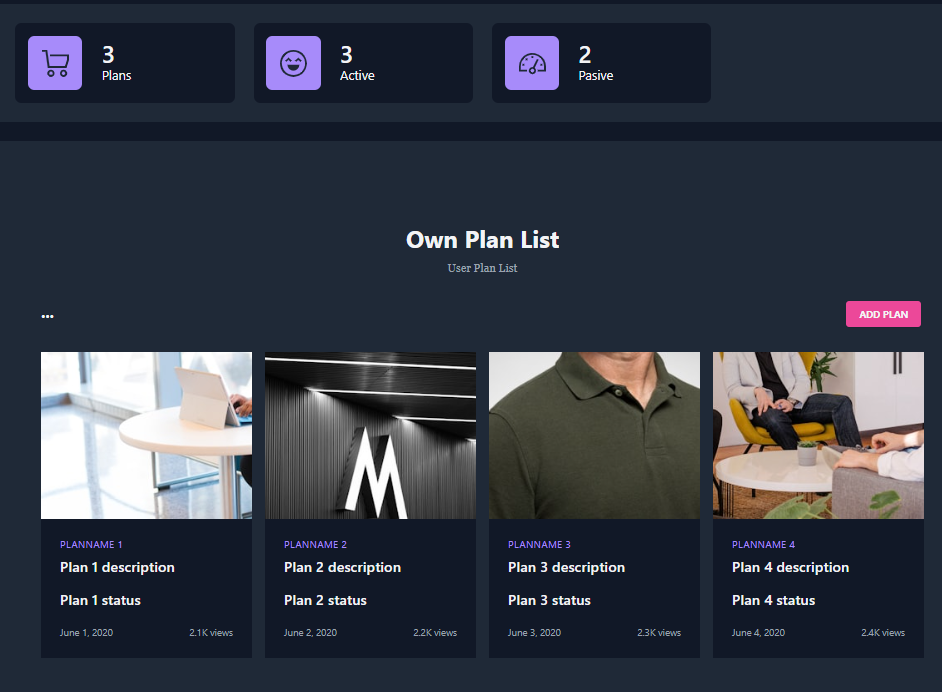 3
Plans
3
Active
2
Pasive
Own Plan List
User Plan List
...
ADD PLAN
M
PLANNAME 1
Plan 1 description
Plan 1 status
June 1, 2020 2.1K views
PLANNAME 2
Plan 2 description
Plan 2 status
June 2, 2020 2.2K views
PLANNAME 3
Plan 3 description
Plan 3 status
June 3, 2020 2.3K views
PLANNAME 4
Plan 4 description
Plan 4 status
June 4, 2020 2.4K views